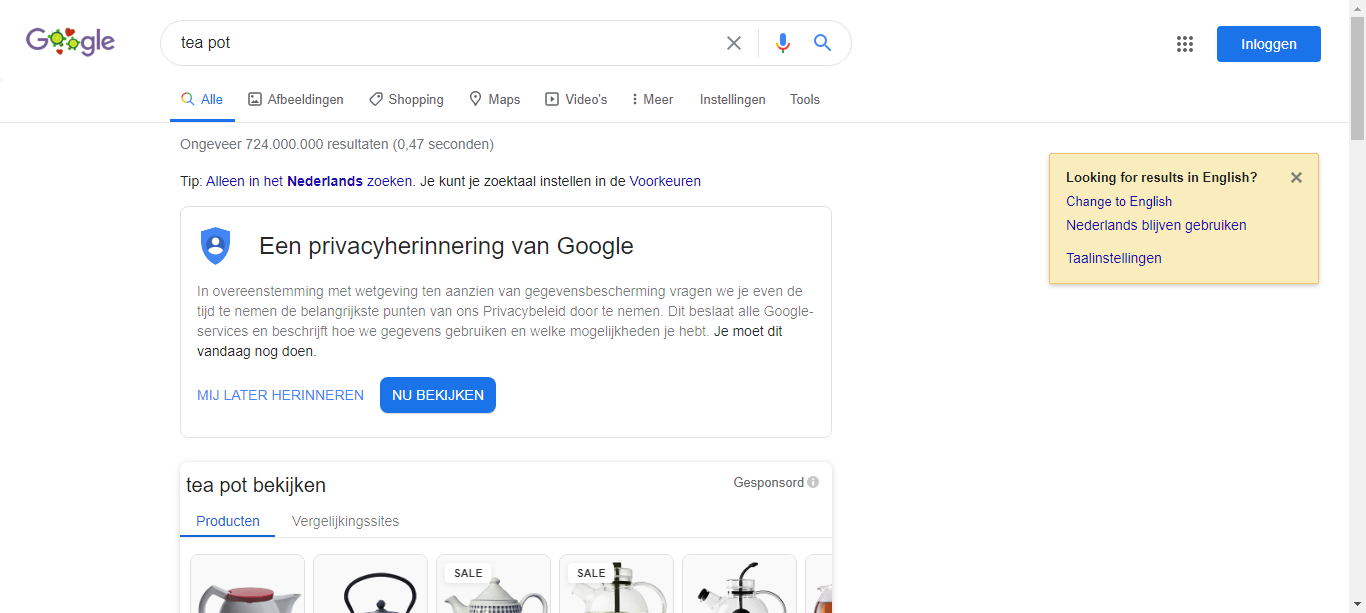 Google
tea pot
Inloggen
Alle
Afbeeldingen
Shopping
Maps
Video's
Meer
Instellingen
Tools
Ongeveer 724.000.000 resultaten (0,47 seconden)
Tip: Alleen in het Nederlands zoeken. Je kunt je zoektaal instellen in de Voorkeuren
Looking for results in English?
Change to English
Nederlands blijven gebruiken
Taalinstellingen
Een privacyherinnering van Google
In overeenstemming met wetgeving ten aanzien van gegevensbescherming vragen we je even de
tijd te nemen de belangrijkste punten van ons Privacybeleid door te nemen. Dit beslaat alle Google-
services en beschrijft hoe we gegevens gebruiken en welke mogelijkheden je hebt. Je moet dit
vandaag nog doen.
MIJ LATER HERINNEREN
NU BEKIJKEN
tea pot bekijken
Gesponsord
Producten
Vergelijkingssites
SALE
SALE